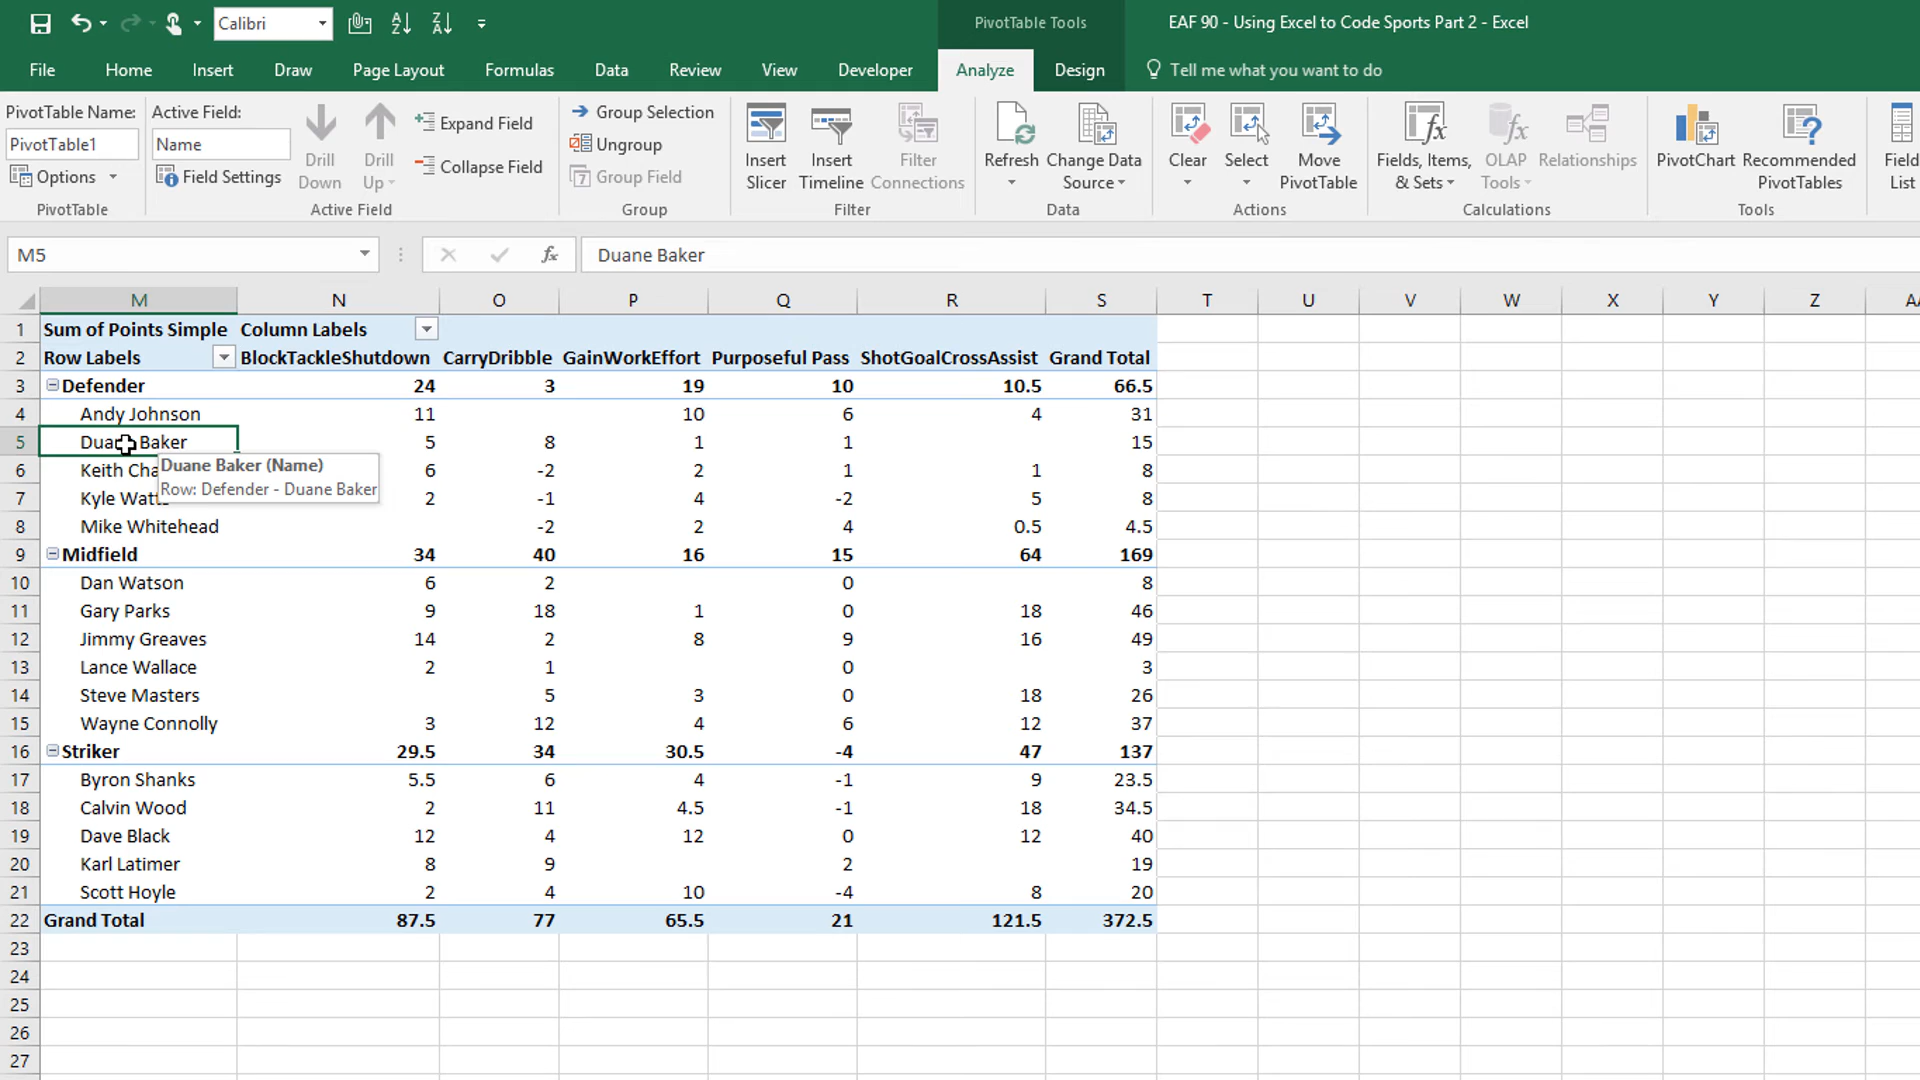 Calibri
PivotTable Tools
EAF 90 - Using Excel to Code Sports Part 2 - Excel
File Home Insert Draw Page Layout Formulas Data Review View Developer Analyze Design Tell me what you want to do
PivotTable Name:
PivotTable1
Options
PivotTable
Active Field:
Name
Field Settings
Drill Down
Drill Up
Expand Field
Collapse Field
Active Field
Group Selection
Ungroup
Group Field
Group
Insert Slicer
Insert Timeline
Filter Connections
Filter
Refresh
Change Data Source
Data
Clear
Select
Move PivotTable
Actions
Fields, Items, & Sets
OLAP Tools
Relationships
Calculations
PivotChart
Recommended PivotTables
Tools
Field List
M5 fx Duane Baker
M N O P Q R S T U V W X Y Z
1 Sum of Points Simple Column Labels
2 Row Labels BlockTackleShutdown CarryDribble GainWorkEffort Purposeful Pass ShotGoalCrossAssist Grand Total
3 Defender 24 3 19 10 10.5 66.5
4 Andy Johnson 11 10 6 4 31
5 Baker 5 8 1 1 15
6 Keith 6 -2 2 1 1 8
7 Kyle 2 -1 4 -2 5 8
Duane Baker (Name)
Row: Defender - Duane Baker
8 Mike Whitehead -2 2 4 0.5 4.5
9 Midfield 34 40 16 15 64 169
10 Dan Watson 6 2 0 8
11 Gary Parks 9 18 1 0 18 46
12 Jimmy Greaves 14 2 8 9 16 49
13 Lance Wallace 2 1 0 3
14 Steve Masters 5 3 0 18 26
15 Wayne Connolly 3 12 4 6 12 37
16 Striker 29.5 34 30.5 -4 47 137
17 Byron Shanks 5.5 6 4 -1 9 23.5
18 Calvin Wood 2 11 4.5 -1 18 34.5
19 Dave Black 12 4 12 0 12 40
20 Karl Latimer 8 9 2 19
21 Scott Hoyle 2 4 10 -4 8 20
22 Grand Total 87.5 77 65.5 21 121.5 372.5
23
24
25
26
27